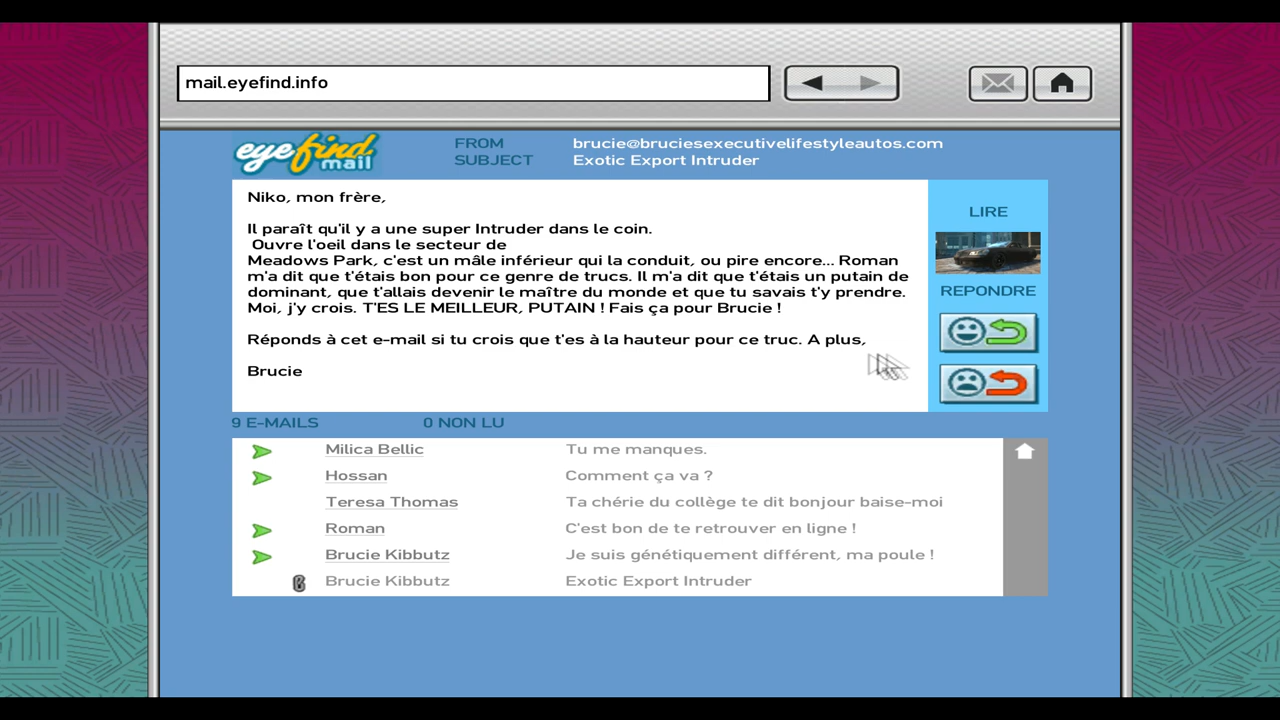 mail.eyefind.info
eyefind mail
FROM brucie@bruciesexecutivelifestyleautos.com
SUBJECT Exotic Export Intruder
Niko, mon frère,
Il paraît qu'il y a une super Intruder dans le coin.
Ouvre l'oeil dans le secteur de
Meadows Park, c'est un mâle inférieur qui la conduit, ou pire encore... Roman
m'a dit que t'étais bon pour ce genre de trucs. Il m'a dit que t'étais un putain de
dominant, que t'allais devenir le maître du monde et que tu savais t'y prendre.
Moi, j'y crois. T'ES LE MEILLEUR, PUTAIN ! Fais ça pour Brucie !
Réponds à cet e-mail si tu crois que t'es à la hauteur pour ce truc. A plus,
Brucie
LIRE
REPONDRE
9 E-MAILS 0 NON LU
Milica Bellic Tu me manques.
Hossan Comment ça va ?
Teresa Thomas Ta chérie du collège te dit bonjour baise-moi
Roman C'est bon de te retrouver en ligne !
Brucie Kibbutz Je suis génétiquement différent, ma poule !
Brucie Kibbutz Exotic Export Intruder